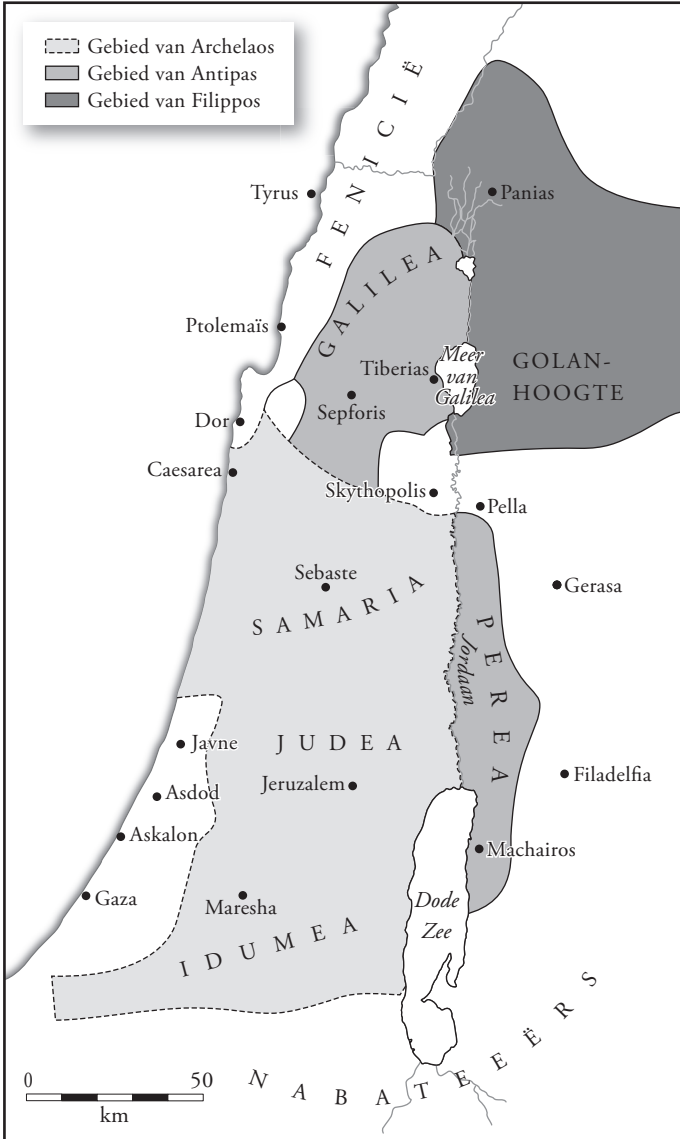 Gebied van Archelaos
Gebied van Antipas
Gebied van Filippos
FENICIË
Tyrus
Panias
GALILEA
Ptolemaïs
Meer
van
Galilea
Tiberias
GOLAN-
HOOGTE
Sepforis
Dor
Caesarea
Skythopolis
Pella
Sebaste
Gerasa
SAMARIA
Jordaan
PEREA
Javne
JUDEA
Filadelfia
Jeruzalem
Asdod
Askalon
Machairos
Gaza
Maresha
Dode
Zee
IDUMEA
NABATEEËRS
0 50
km